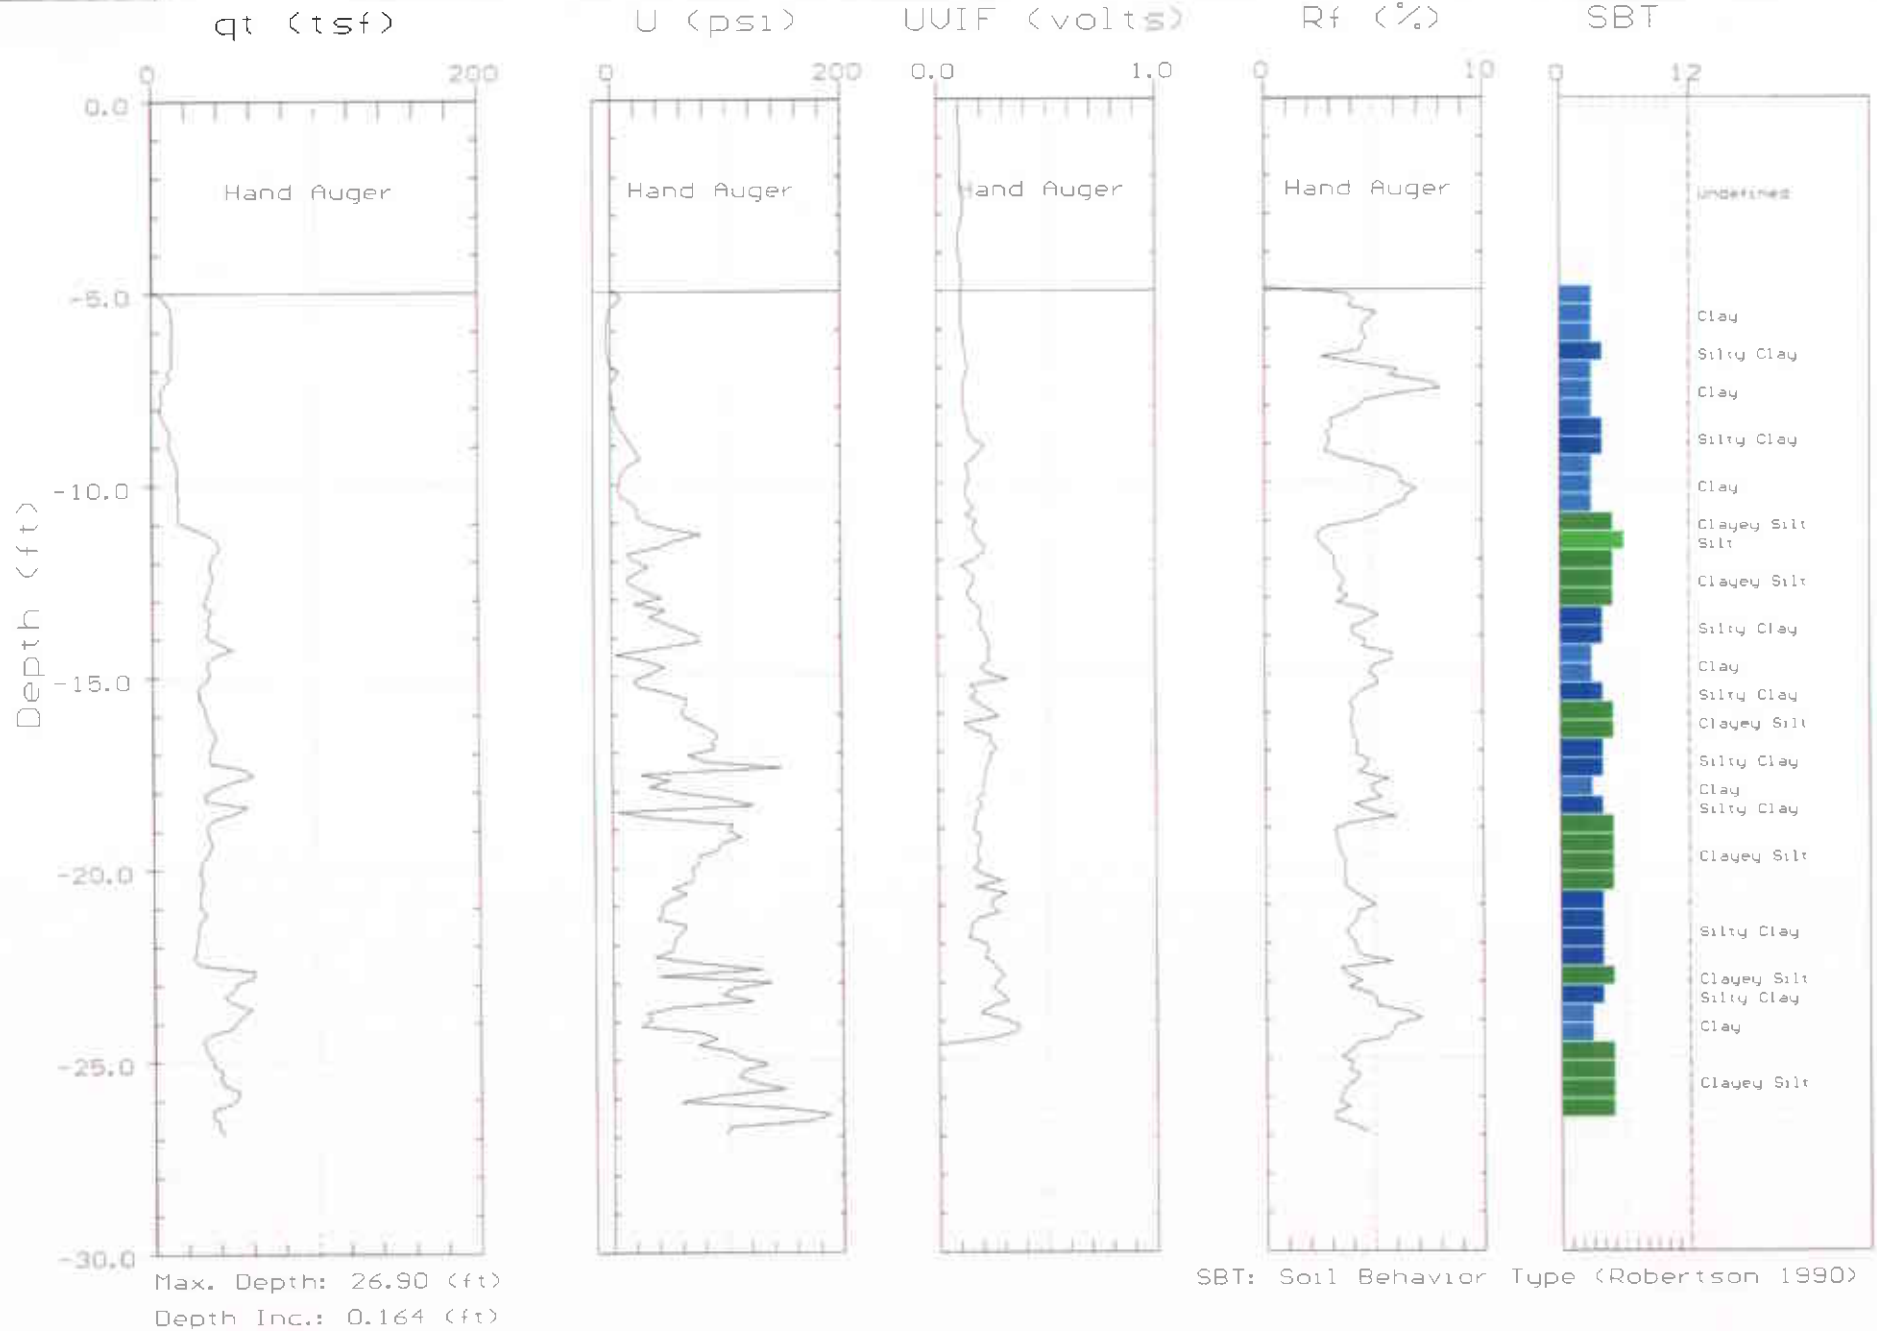 qt (tsf)
U (psi)
UVIF (volts)
Rf (%)
SBT
0 200
0 200
0.0 1.0
0 10
0 12
0.0
-5.0
-10.0
-15.0
-20.0
-25.0
-30.0
Depth (ft)
Hand Auger
Hand Auger
Hand Auger
Hand Auger
undefined
Clay
Silty Clay
Clay
Silty Clay
Clay
Clayey Silt
Silt
Clayey Silt
Silty Clay
Clay
Silty Clay
Clayey Silt
Silty Clay
Clay
Silty Clay
Clayey Silt
Silty Clay
Clayey Silt
Silty Clay
Clay
Clayey Silt
Max. Depth: 26.90 (ft)
Depth Inc.: 0.164 (ft)
SBT: Soil Behavior Type (Robertson 1990)